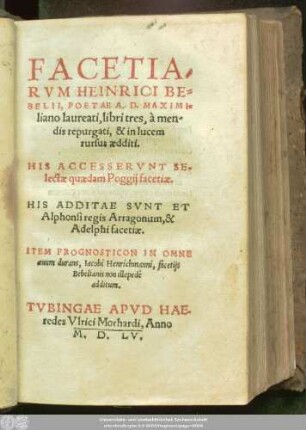 FACETIA-
RVM HEINRICI BE-
BELII, POETAE A. D. MAXIMI-
liano laureati, libri tres, à men-
dis repurgati, & in lucem
rursus æditi.
HIS ACCESSERVNT SE-
lectæ quædam Poggij facetiæ.
HIS ADDITAE SVNT ET
Alphonsi regis Arragonum, &
Adelphi facetiæ.
ITEM PROGNOSTICON IN OMNE
æuum durans, Iacobi Henrichmanni, facetijs
Bebelianis non illepidè
additum.
TVBINGAE APVD HAE-
redes Vlrici Morhardi, Anno
M. D. LV.